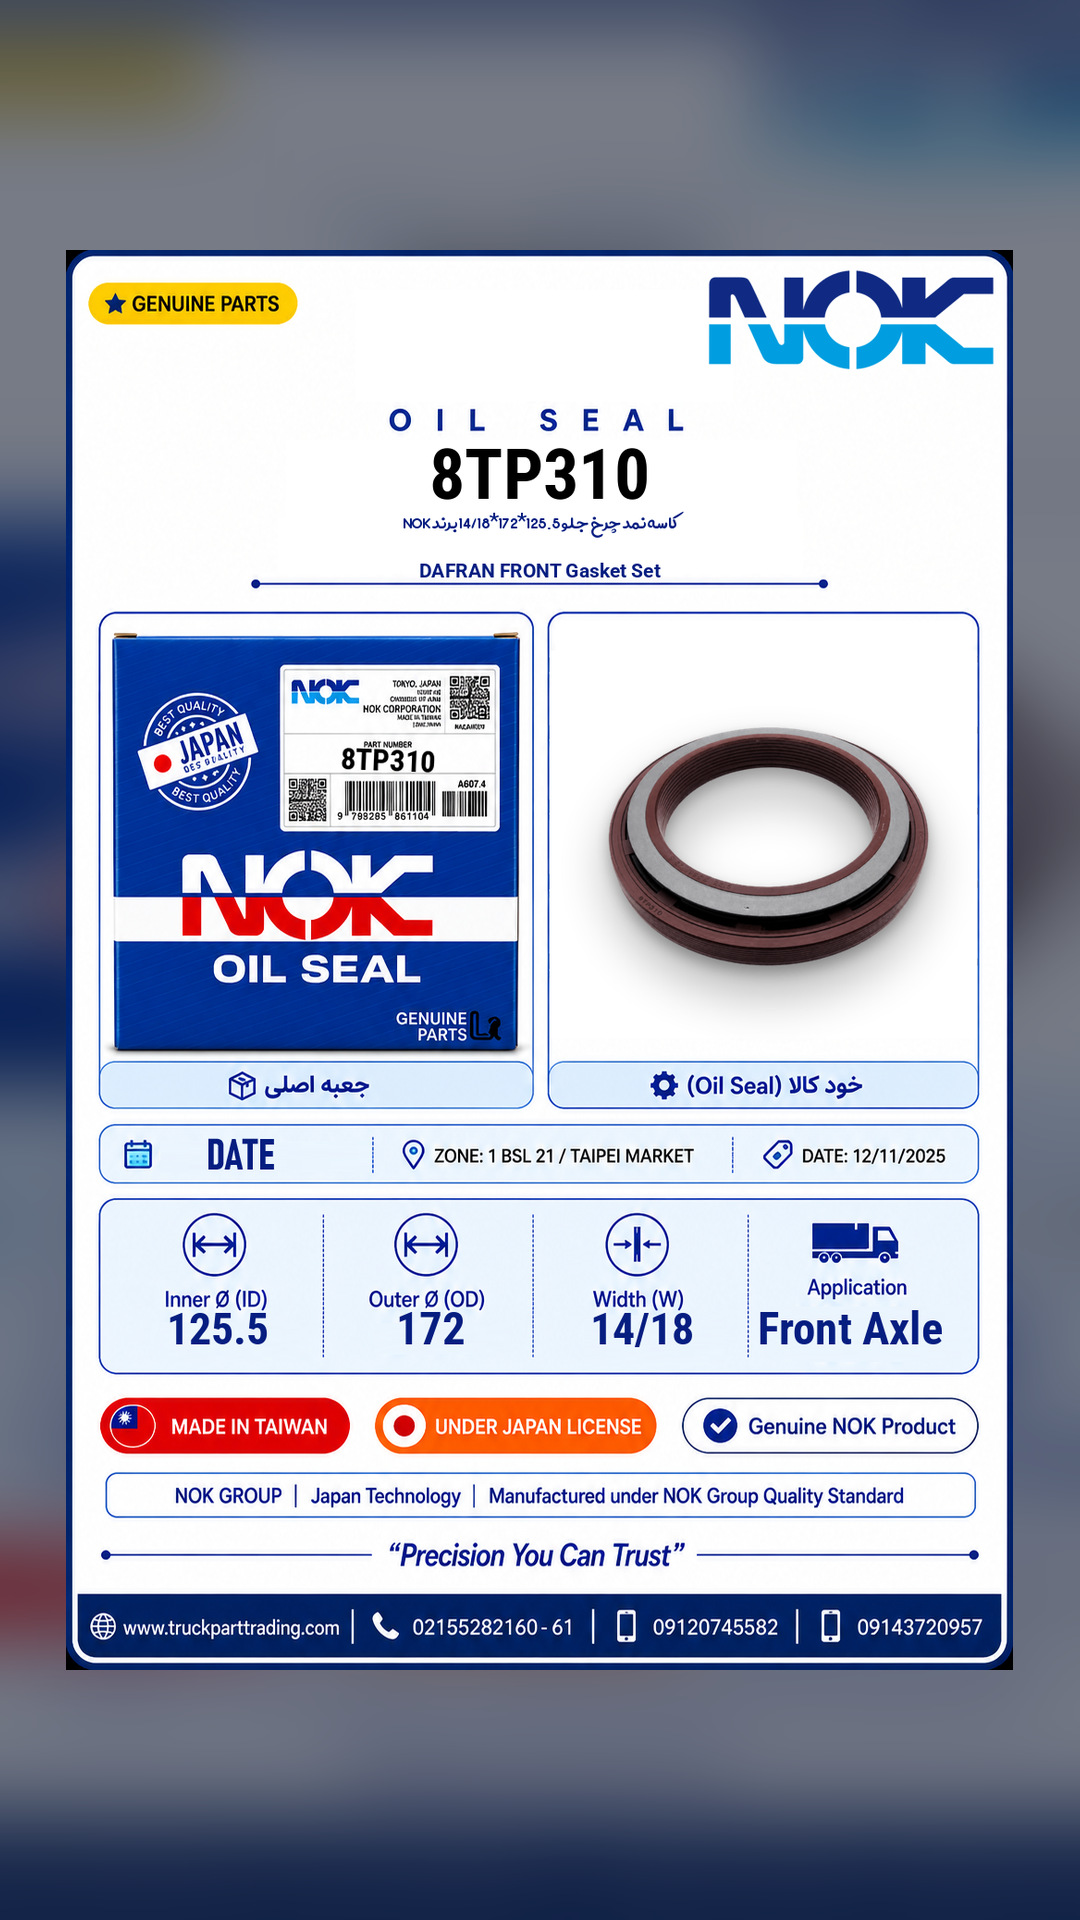 GENUINE PARTS
NOK
OIL SEAL
8TP310
کاسه نمد چرخ جلو 125.5*172*14/18 برند NOK
DAFRAN FRONT Gasket Set
BEST QUALITY
JAPAN
BEST QUALITY
NOK
TOKYO, JAPAN
NOK CORPORATION
PART NUMBER
8TP310
A607.4
9 798285 861104
NOK
OIL SEAL
GENUINE
PARTS
جعبه اصلی
خود کالا (Oil Seal)
8TP310
DATE
ZONE: 1 BSL 21 / TAIPEI MARKET
DATE: 12/11/2025
Inner Ø (ID)
125.5
Outer Ø (OD)
172
Width (W)
14/18
Application
Front Axle
MADE IN TAIWAN
UNDER JAPAN LICENSE
Genuine NOK Product
NOK GROUP | Japan Technology | Manufactured under NOK Group Quality Standard
“Precision You Can Trust”
www.truckparttrading.com | 02155282160-61 | 09120745582 | 09143720957